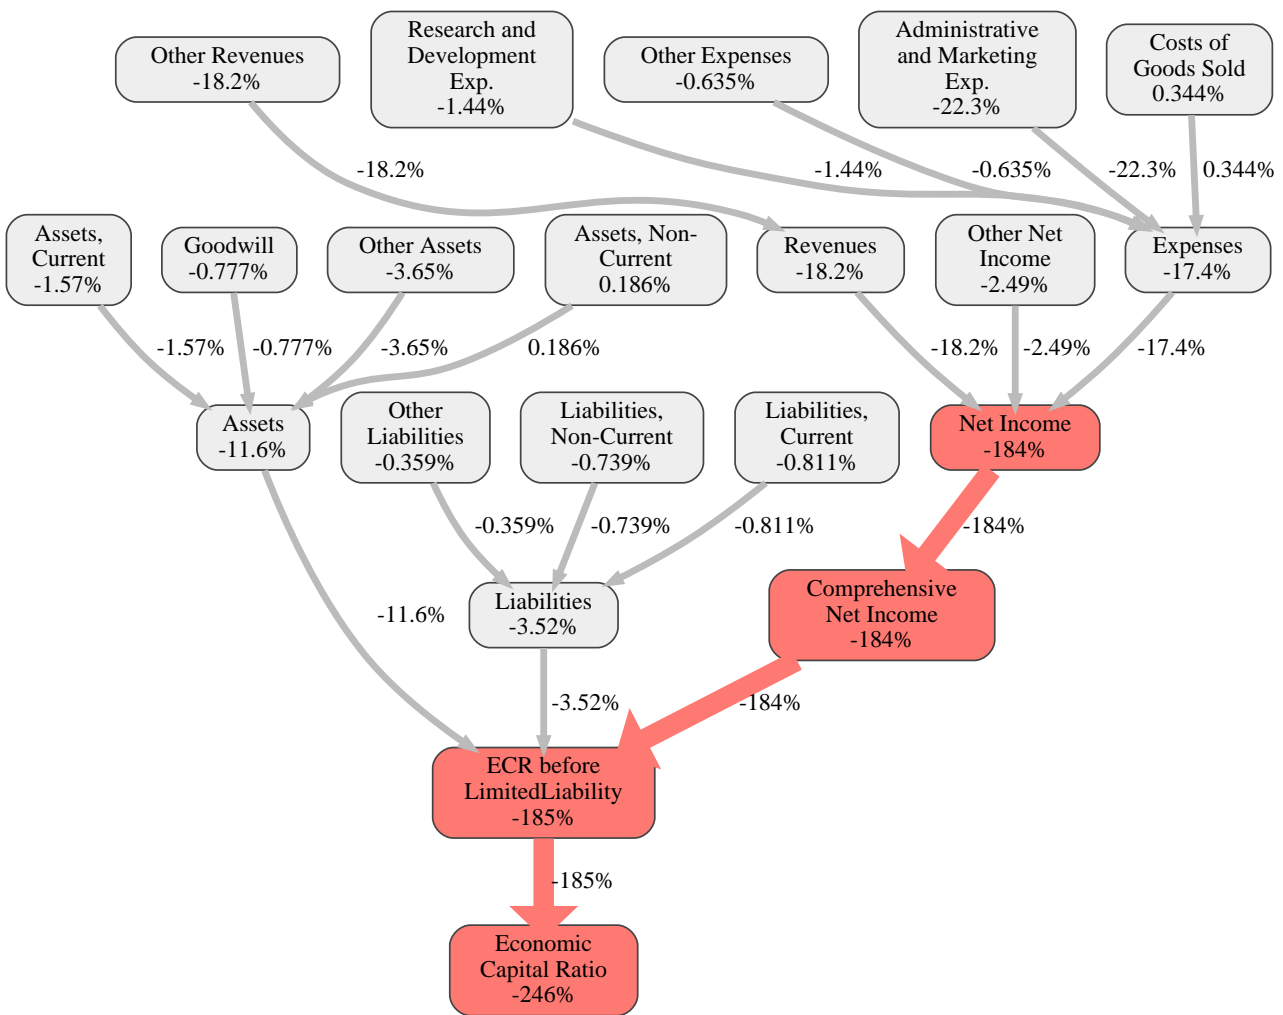 Other Revenues
-18.2%
Research and
Development
Exp.
-1.44%
Other Expenses
-0.635%
Administrative
and Marketing
Exp.
-22.3%
Costs of
Goods Sold
0.344%
-18.2%
-1.44%
-0.635%
-22.3%
0.344%
Assets,
Current
-1.57%
Goodwill
-0.777%
Other Assets
-3.65%
Assets, Non-
Current
0.186%
Revenues
-18.2%
Other Net
Income
-2.49%
Expenses
-17.4%
-1.57%
-0.777%
-3.65%
0.186%
-18.2%
-2.49%
-17.4%
Assets
-11.6%
Other
Liabilities
-0.359%
Liabilities,
Non-Current
-0.739%
Liabilities,
Current
-0.811%
Net Income
-184%
-0.359%
-0.739%
-0.811%
-184%
Liabilities
-3.52%
Comprehensive
Net Income
-184%
-11.6%
-3.52%
-184%
ECR before
LimitedLiability
-185%
-185%
Economic
Capital Ratio
-246%